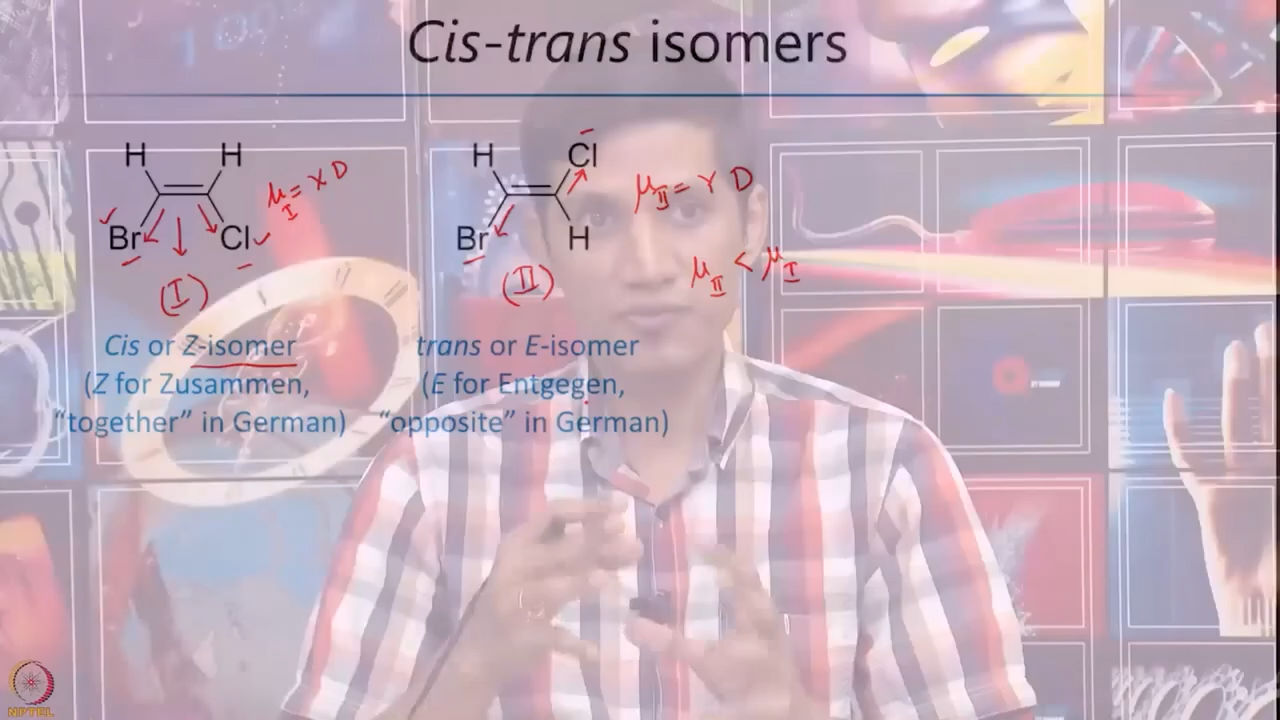 Cis-trans isomers
H H Cl
H
Br Cl
Br H
μI = X D
μII = Y D
μII < μI
(I) (II)
Cis or Z-isomer
(Z for Zusammen,
“together” in German)
trans or E-isomer
(E for Entgegen,
“opposite” in German)
NPTEL